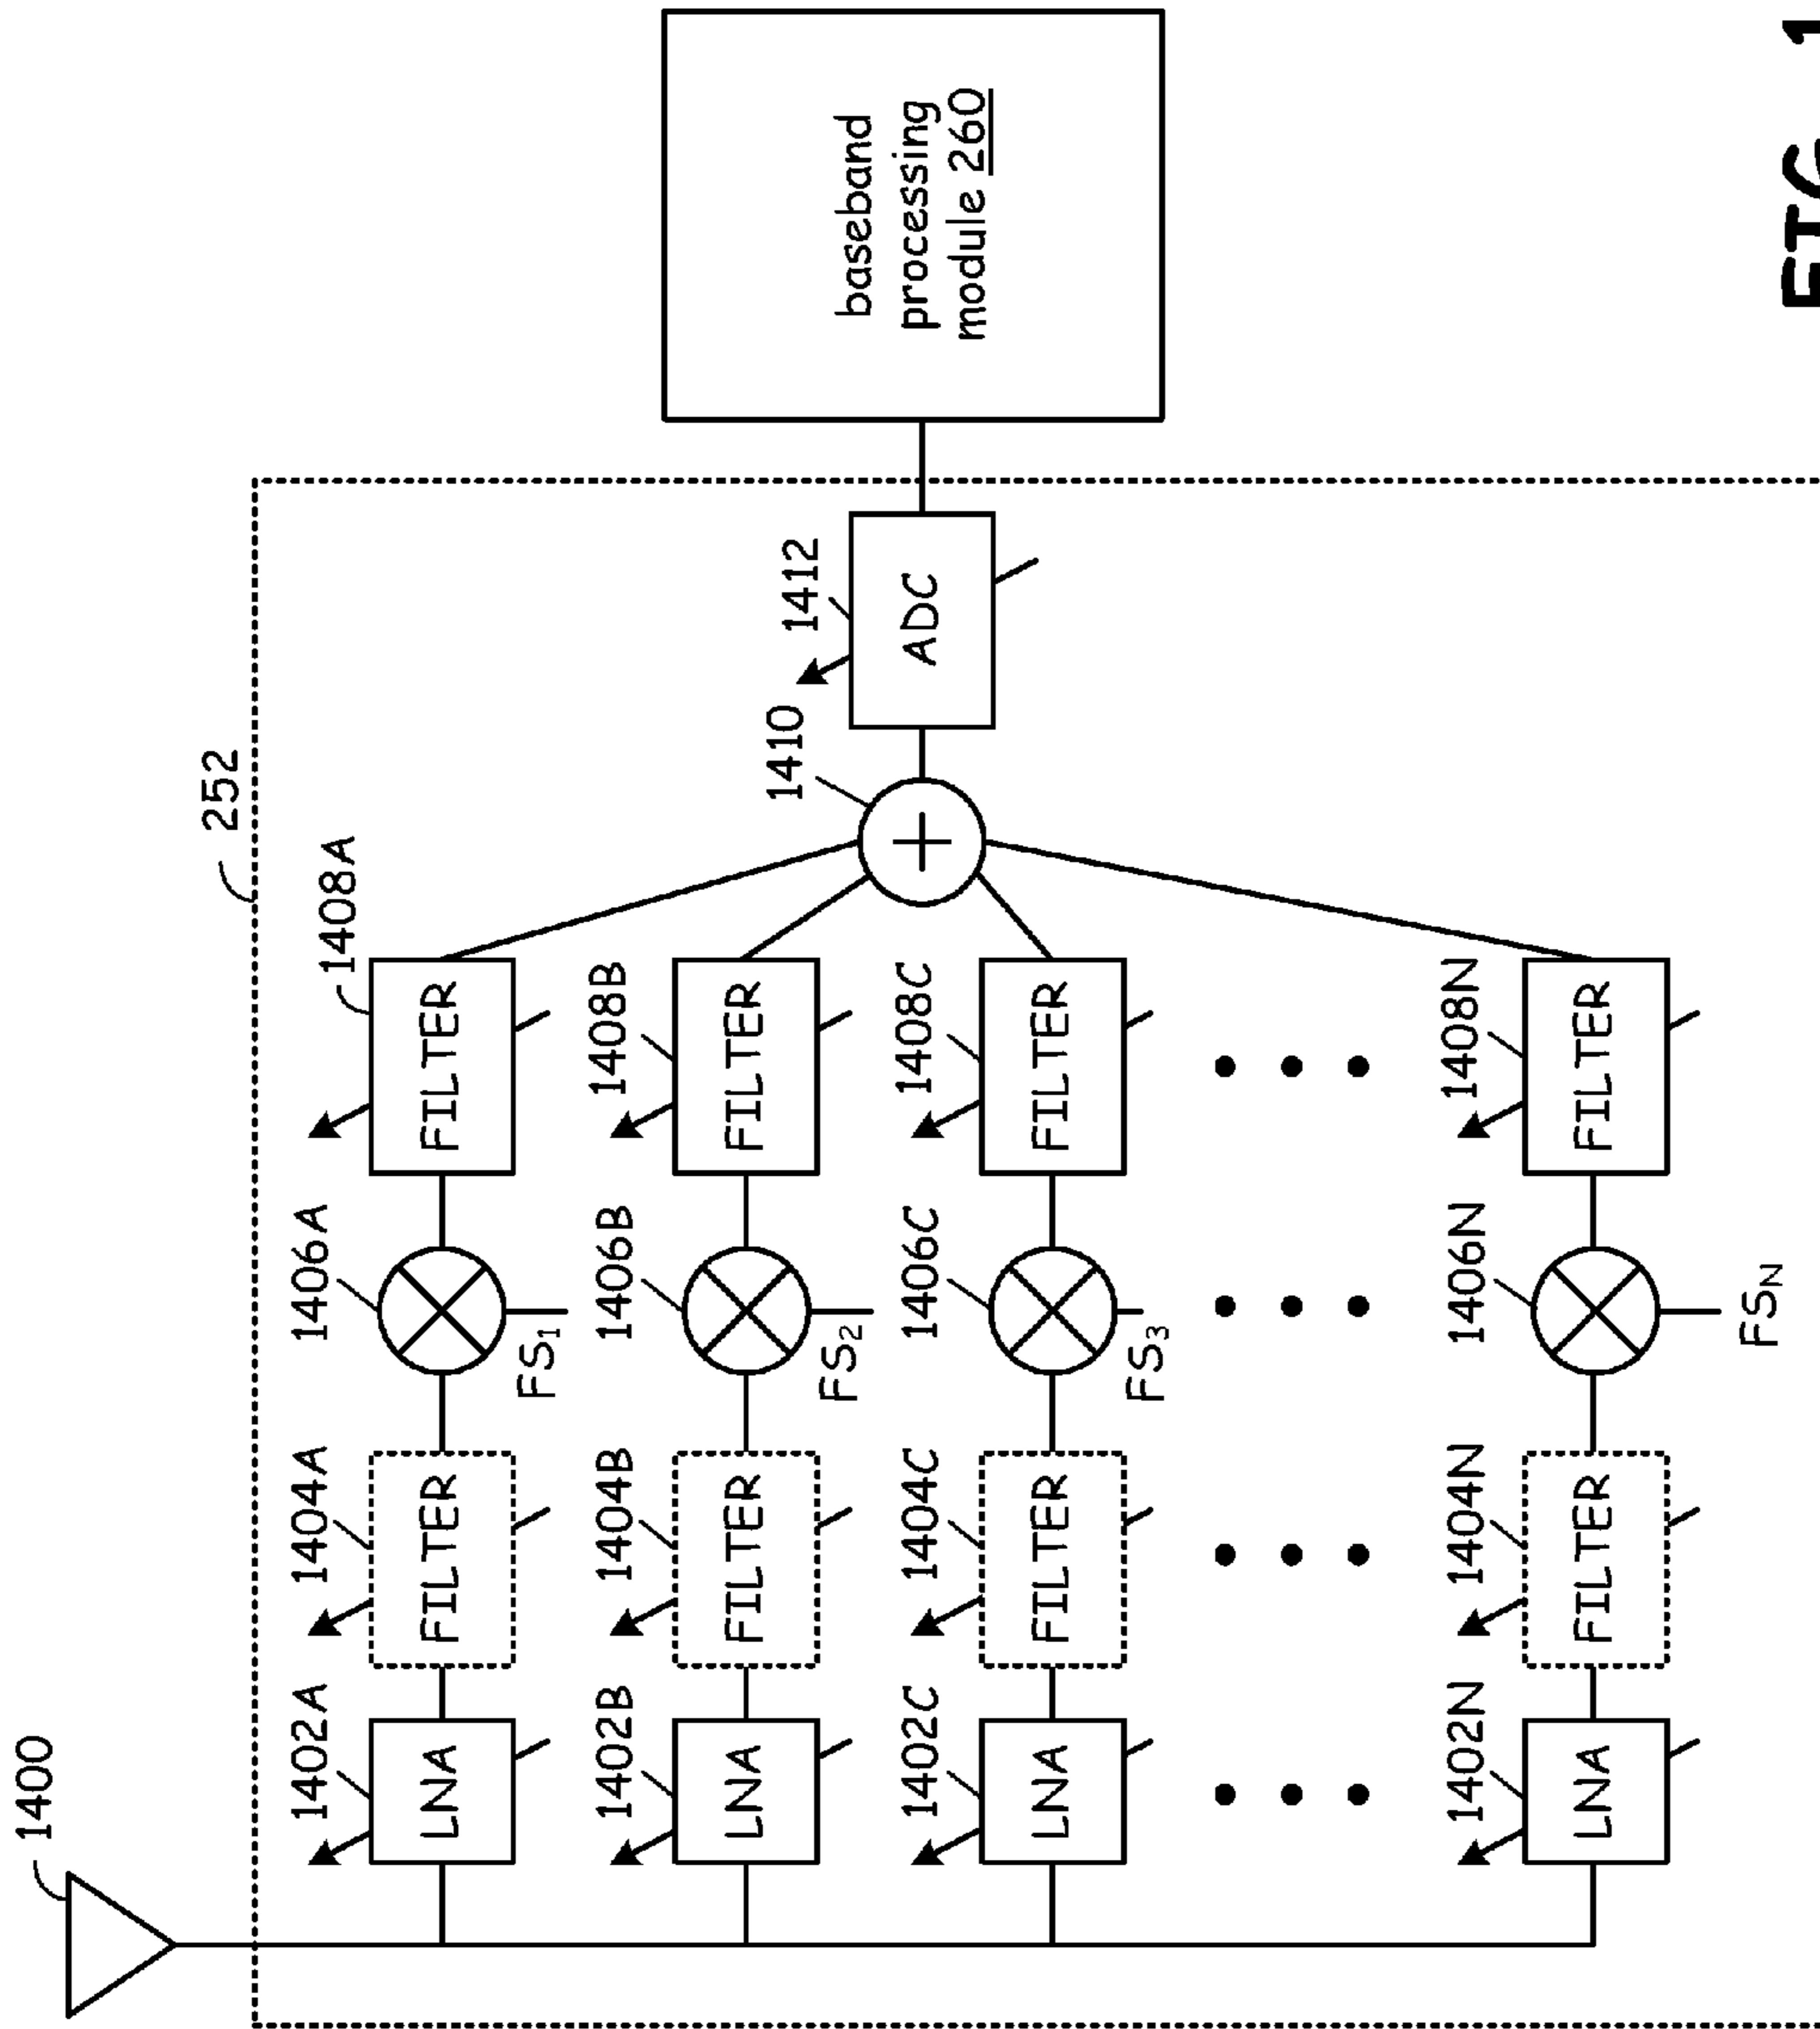 1400
252
1402A
1404A
1406A
1408A
LNA
FILTER
FILTER
FS₁
1402B
1404B
1406B
1408B
1410
1412
LNA
FILTER
FILTER
ADC
baseband
processing
module 260
FS₂
1402C
1404C
1406C
1408C
LNA
FILTER
FILTER
FS₃
1402N
1404N
1406N
1408N
LNA
FILTER
FILTER
FSN